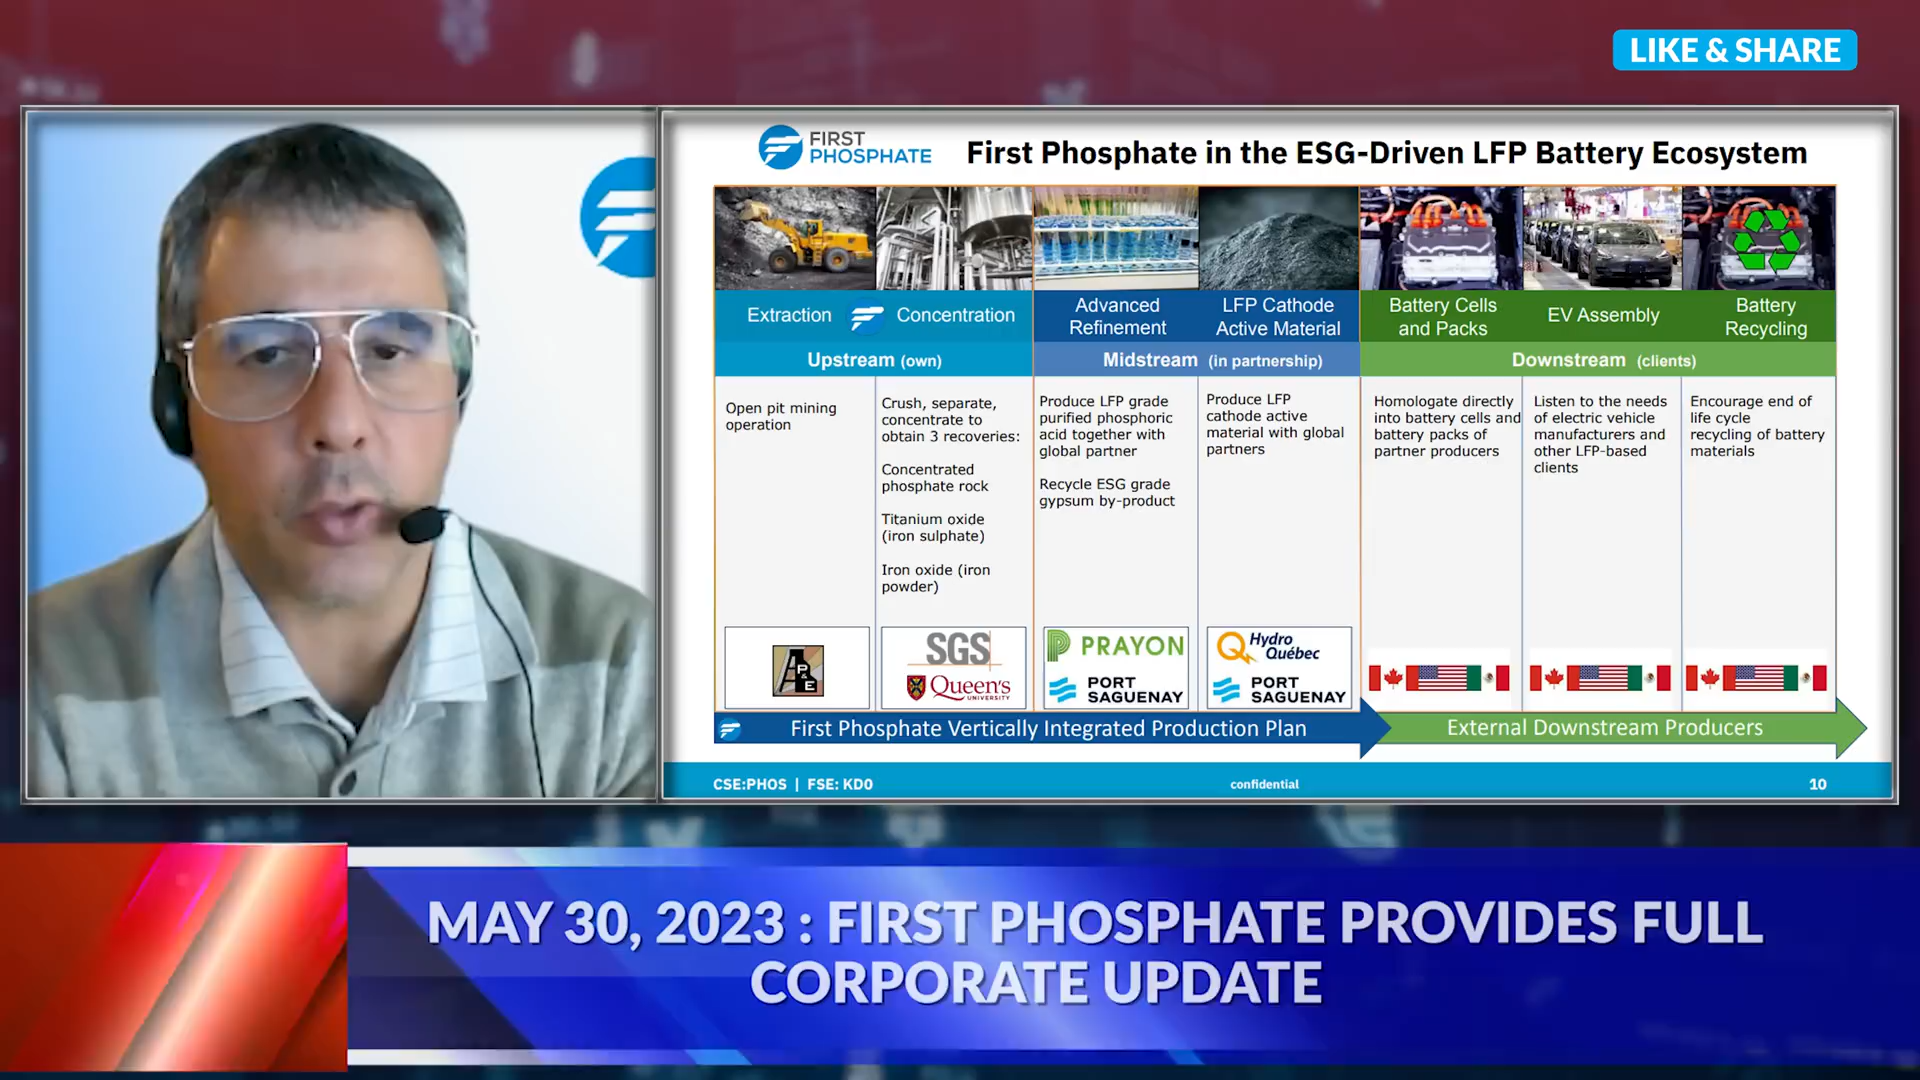 LIKE & SHARE
FIRST
PHOSPHATE
First Phosphate in the ESG-Driven LFP Battery Ecosystem
Extraction
Concentration
Advanced
Refinement
LFP Cathode
Active Material
Battery Cells
and Packs
EV Assembly
Battery
Recycling
Upstream (own)
Midstream (in partnership)
Downstream (clients)
Open pit mining
operation
Crush, separate,
concentrate to
obtain 3 recoveries:
Concentrated
phosphate rock
Titanium oxide
(iron sulphate)
Iron oxide (iron
powder)
Produce LFP grade
purified phosphoric
acid together with
global partner
Recycle ESG grade
gypsum by-product
Produce LFP
cathode active
material with global
partners
Homologate directly
into battery cells and
battery packs of
partner producers
Listen to the needs
of electric vehicle
manufacturers and
other LFP-based
clients
Encourage end of
life cycle
recycling of battery
materials
SGS
Queen's
UNIVERSITY
PRAYON
PORT
SAGUENAY
Hydro
Québec
PORT
SAGUENAY
First Phosphate Vertically Integrated Production Plan
External Downstream Producers
CSE:PHOS | FSE: KD0
confidential
10
MAY 30, 2023 : FIRST PHOSPHATE PROVIDES FULL
CORPORATE UPDATE